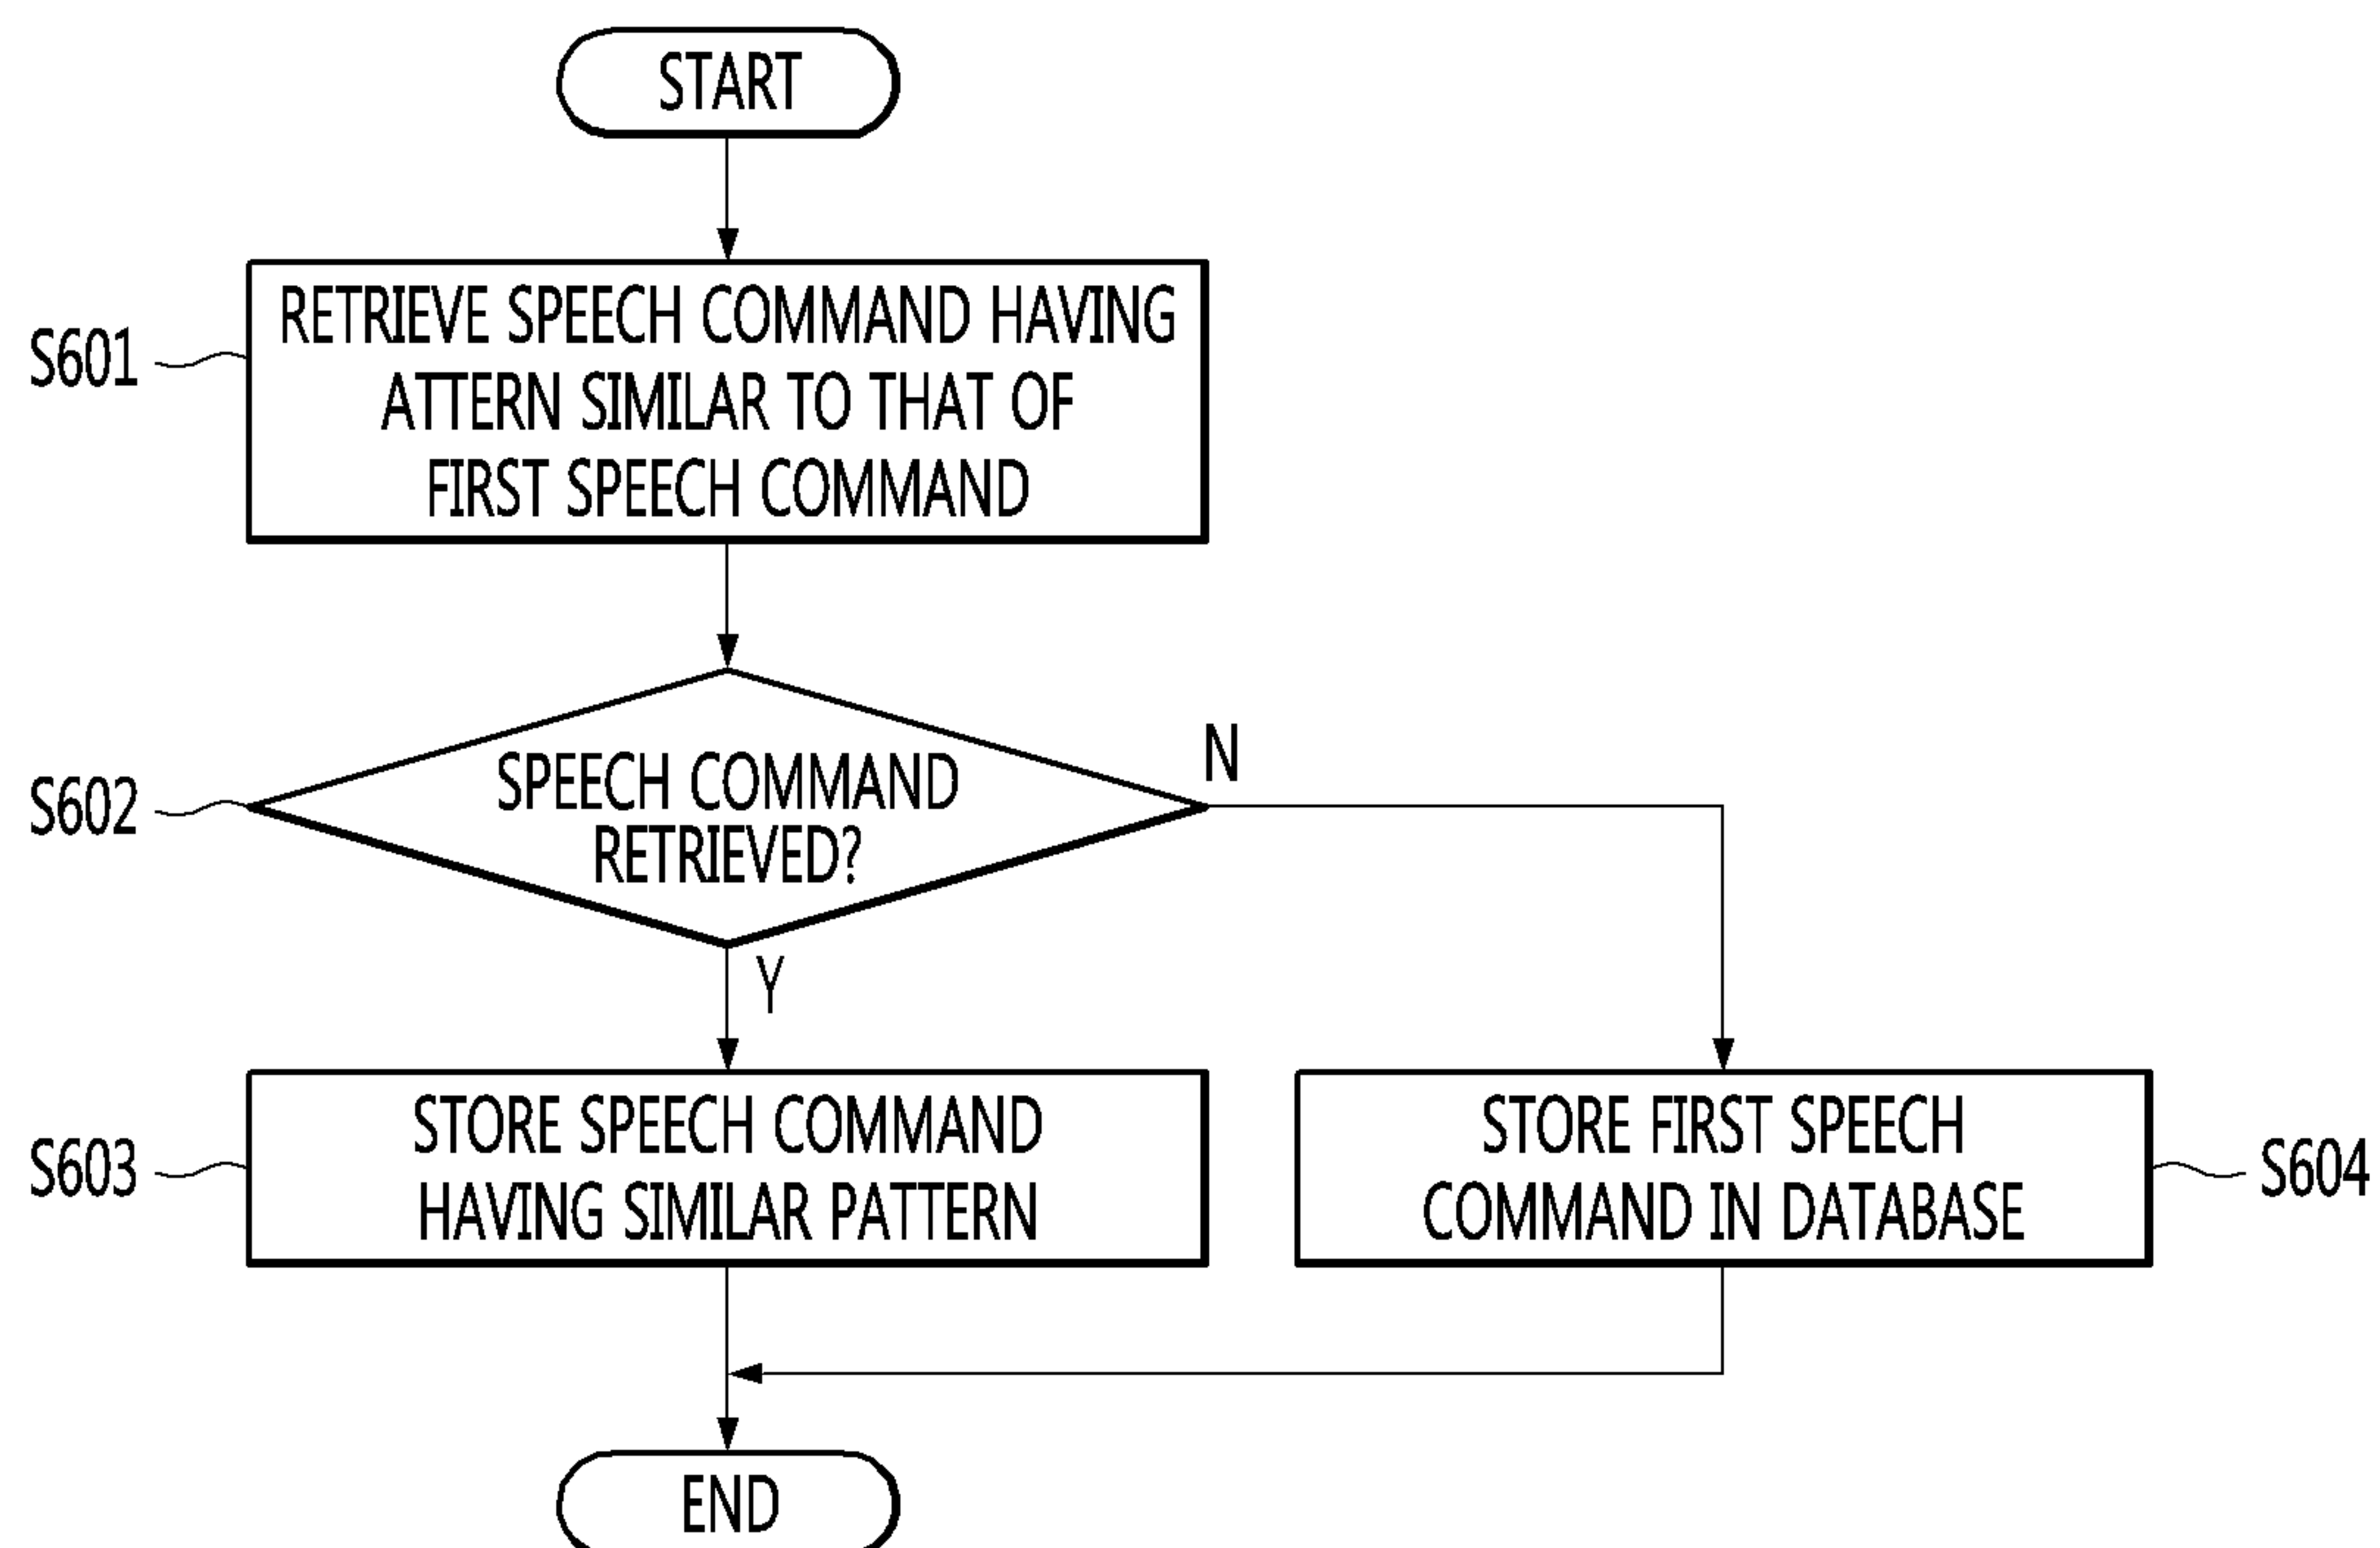 START
S601
RETRIEVE SPEECH COMMAND HAVING
ATTERN SIMILAR TO THAT OF
FIRST SPEECH COMMAND
S602
SPEECH COMMAND
RETRIEVED?
N
Y
S603
STORE SPEECH COMMAND
HAVING SIMILAR PATTERN
STORE FIRST SPEECH
COMMAND IN DATABASE
S604
END